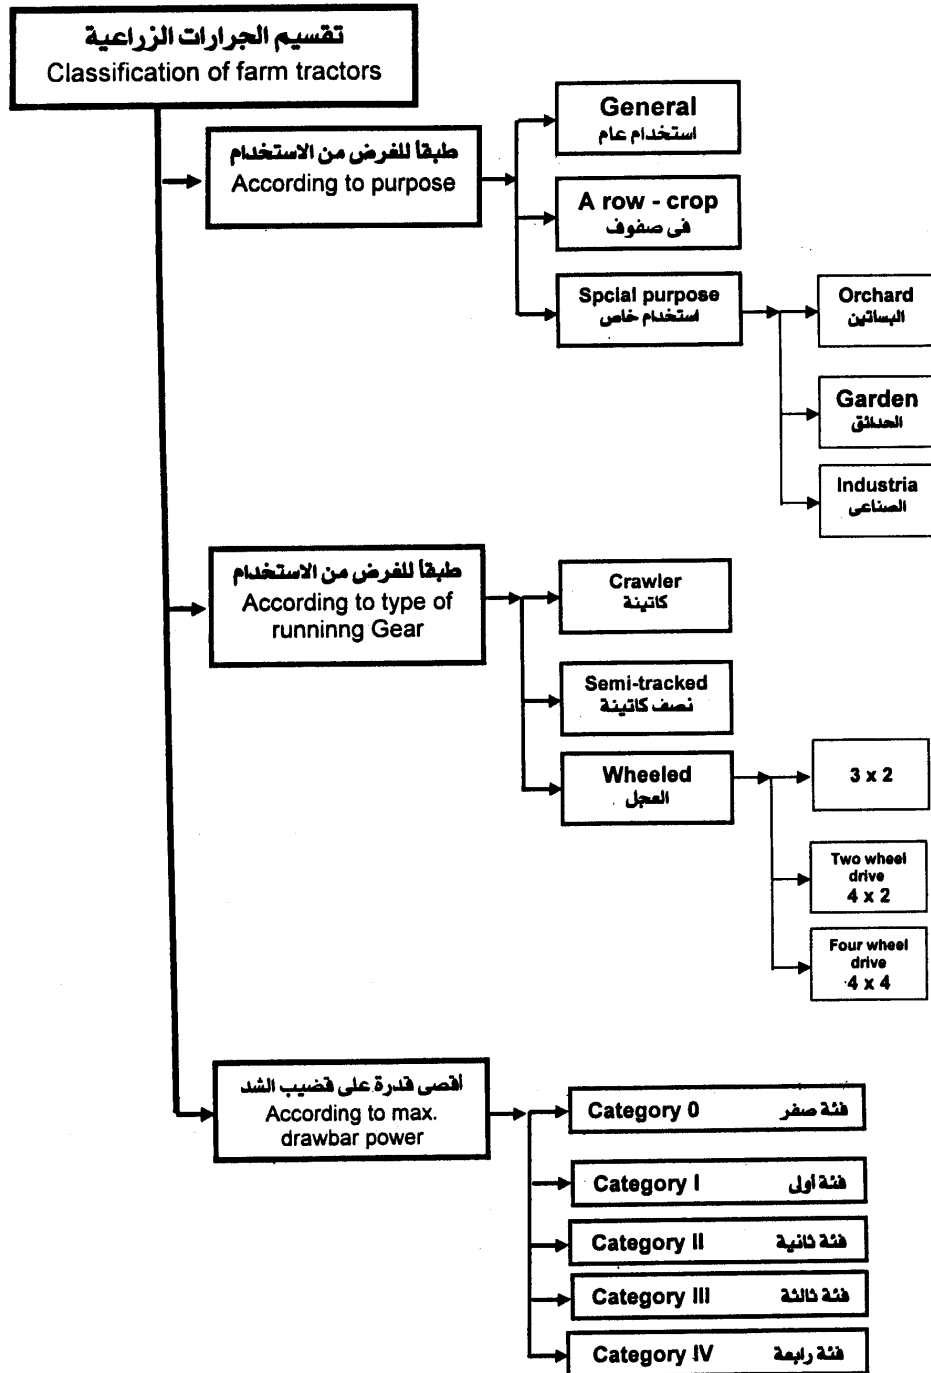 تقسيم الجرارات الزراعية
Classification of farm tractors
طبقاً للغرض من الاستخدام
According to purpose
General
استخدام عام
A row - crop
فى صفوف
Spcial purpose
استخدام خاص
Orchard
البساتين
Garden
الحدائق
Industria
الصناعى
طبقاً للغرض من الاستخدام
According to type of
runninng Gear
Crawler
كاتينة
Semi-tracked
نصف كاتينة
Wheeled
العجل
3 x 2
Two wheel
drive
4 x 2
Four wheel
drive
4 x 4
أقصى قدرة على قضيب الشد
According to max.
drawbar power
Category 0 فئة صفر
Category I فئة أولى
Category II فئة ثانية
Category III فئة ثالثة
Category IV فئة رابعة